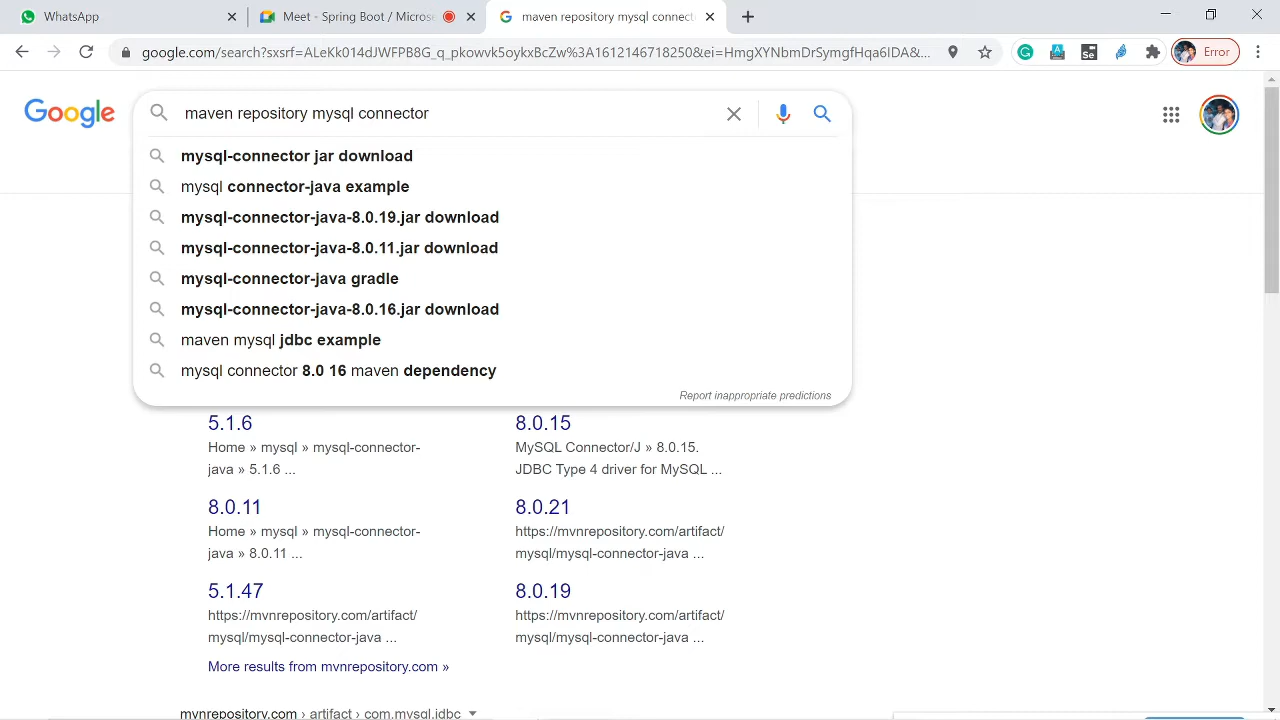 WhatsApp
Meet - Spring Boot / Micros
maven repository mysql connect
google.com/search?sxsrf=ALeKk014dJWFPB8G_q_pkowvk5oykxBcZw%3A1612146718250&ei=HmgXYNbmDrSymgfHqa6IDA&...
Error
Google
maven repository mysql connector
mysql-connector jar download
mysql connector-java example
mysql-connector-java-8.0.19.jar download
mysql-connector-java-8.0.11.jar download
mysql-connector-java gradle
mysql-connector-java-8.0.16.jar download
maven mysql jdbc example
mysql connector 8.0 16 maven dependency
Report inappropriate predictions
5.1.6
Home » mysql » mysql-connector-
java » 5.1.6 ...
8.0.15
MySQL Connector/J » 8.0.15.
JDBC Type 4 driver for MySQL ...
8.0.11
Home » mysql » mysql-connector-
java » 8.0.11 ...
8.0.21
https://mvnrepository.com/artifact/
mysql/mysql-connector-java ...
5.1.47
https://mvnrepository.com/artifact/
mysql/mysql-connector-java ...
8.0.19
https://mvnrepository.com/artifact/
mysql/mysql-connector-java ...
More results from mvnrepository.com »
mvnrepository.com › artifact › com.mysql.jdbc